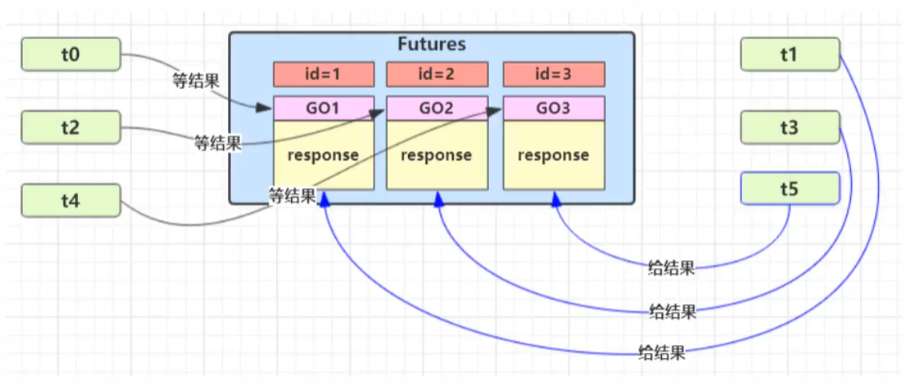 Futures
t0
t1
等结果
id=1
id=2
id=3
GO1
GO2
GO3
t2
t3
等结果
response
response
response
t4
等结果
t5
给结果
给结果
给结果